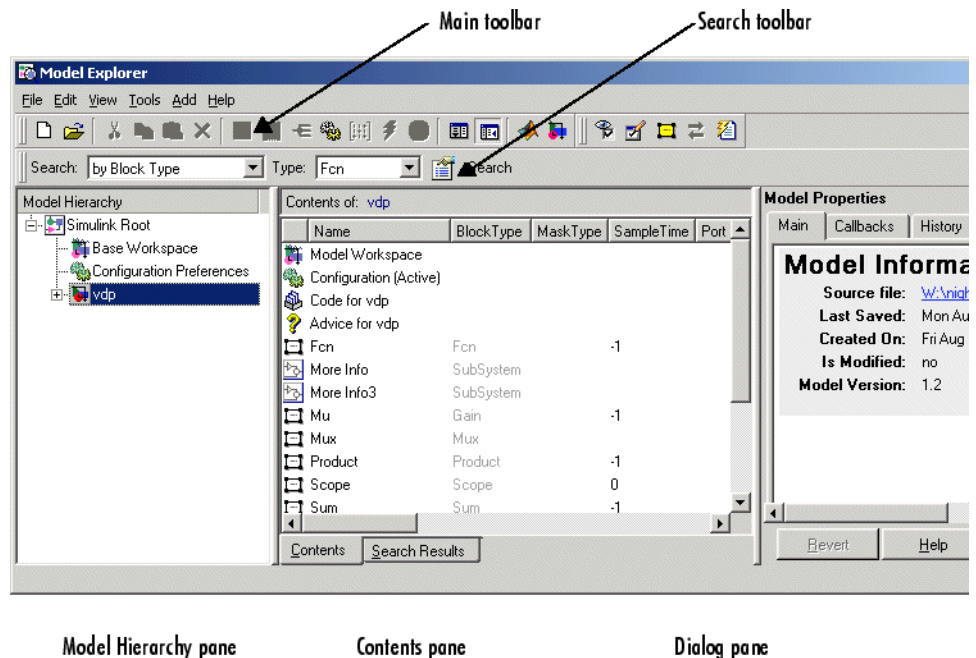 Main toolbar
Search toolbar
Model Explorer
File Edit View Tools Add Help
Search: by Block Type Type: Fcn Search
Model Hierarchy
Simulink Root
Base Workspace
Configuration Preferences
vdp
Contents of: vdp
Name BlockType MaskType SampleTime Port
Model Workspace
Configuration (Active)
Code for vdp
Advice for vdp
Fcn Fcn -1
More Info SubSystem
More Info3 SubSystem
Mu Gain -1
Mux Mux
Product Product -1
Scope Scope 0
Sum Sum -1
Contents Search Results
Model Properties
Main Callbacks History
Model Informa
Source file: W:\nigh
Last Saved: Mon Au
Created On: Fri Aug
Is Modified: no
Model Version: 1.2
Revert Help
Model Hierarchy pane
Contents pane
Dialog pane